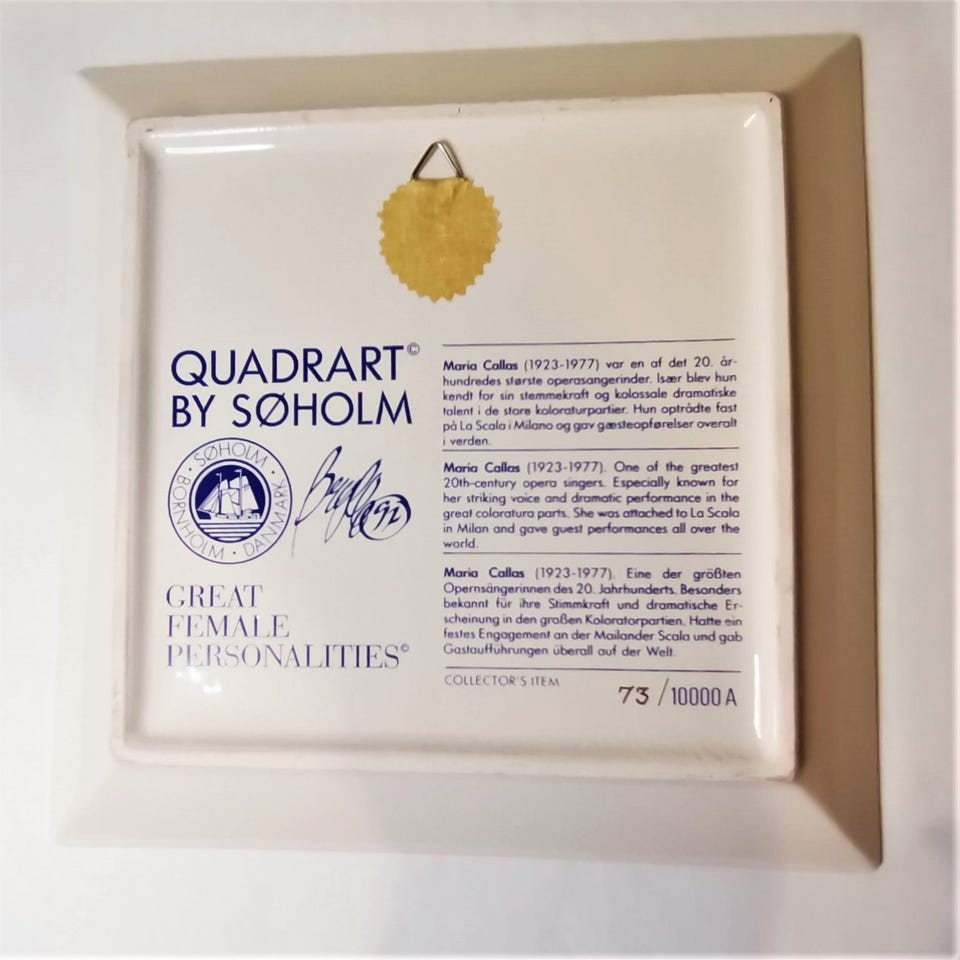 QUADRART©
BY SØHOLM
· SØHOLM ·
BORNHOLM · DANMARK
92
GREAT
FEMALE
PERSONALITIES©
Maria Callas (1923-1977) var en af det 20. år-
hundredes største operasangerinder. Især blev hun
kendt for sin stemmekraft og kolossale dramatiske
talent i de store koloraturpartier. Hun optrådte fast
på La Scala i Milano og gav gæsteopførelser overalt
i verden.
Maria Callas (1923-1977). One of the greatest
20th-century opera singers. Especially known for
her striking voice and dramatic performance in the
great coloratura parts. She was attached to La Scala
in Milan and gave guest performances all over the
world.
Maria Callas (1923-1977). Eine der größten
Opernsängerinnen des 20. Jahrhunderts. Besonders
bekannt für ihre Stimmkraft und dramatische Er-
scheinung in den großen Koloratorpartien. Hatte ein
festes Engagement an der Mailander Scala und gab
Gastaufführungen überall auf der Welt.
COLLECTOR'S ITEM
73/10000 A